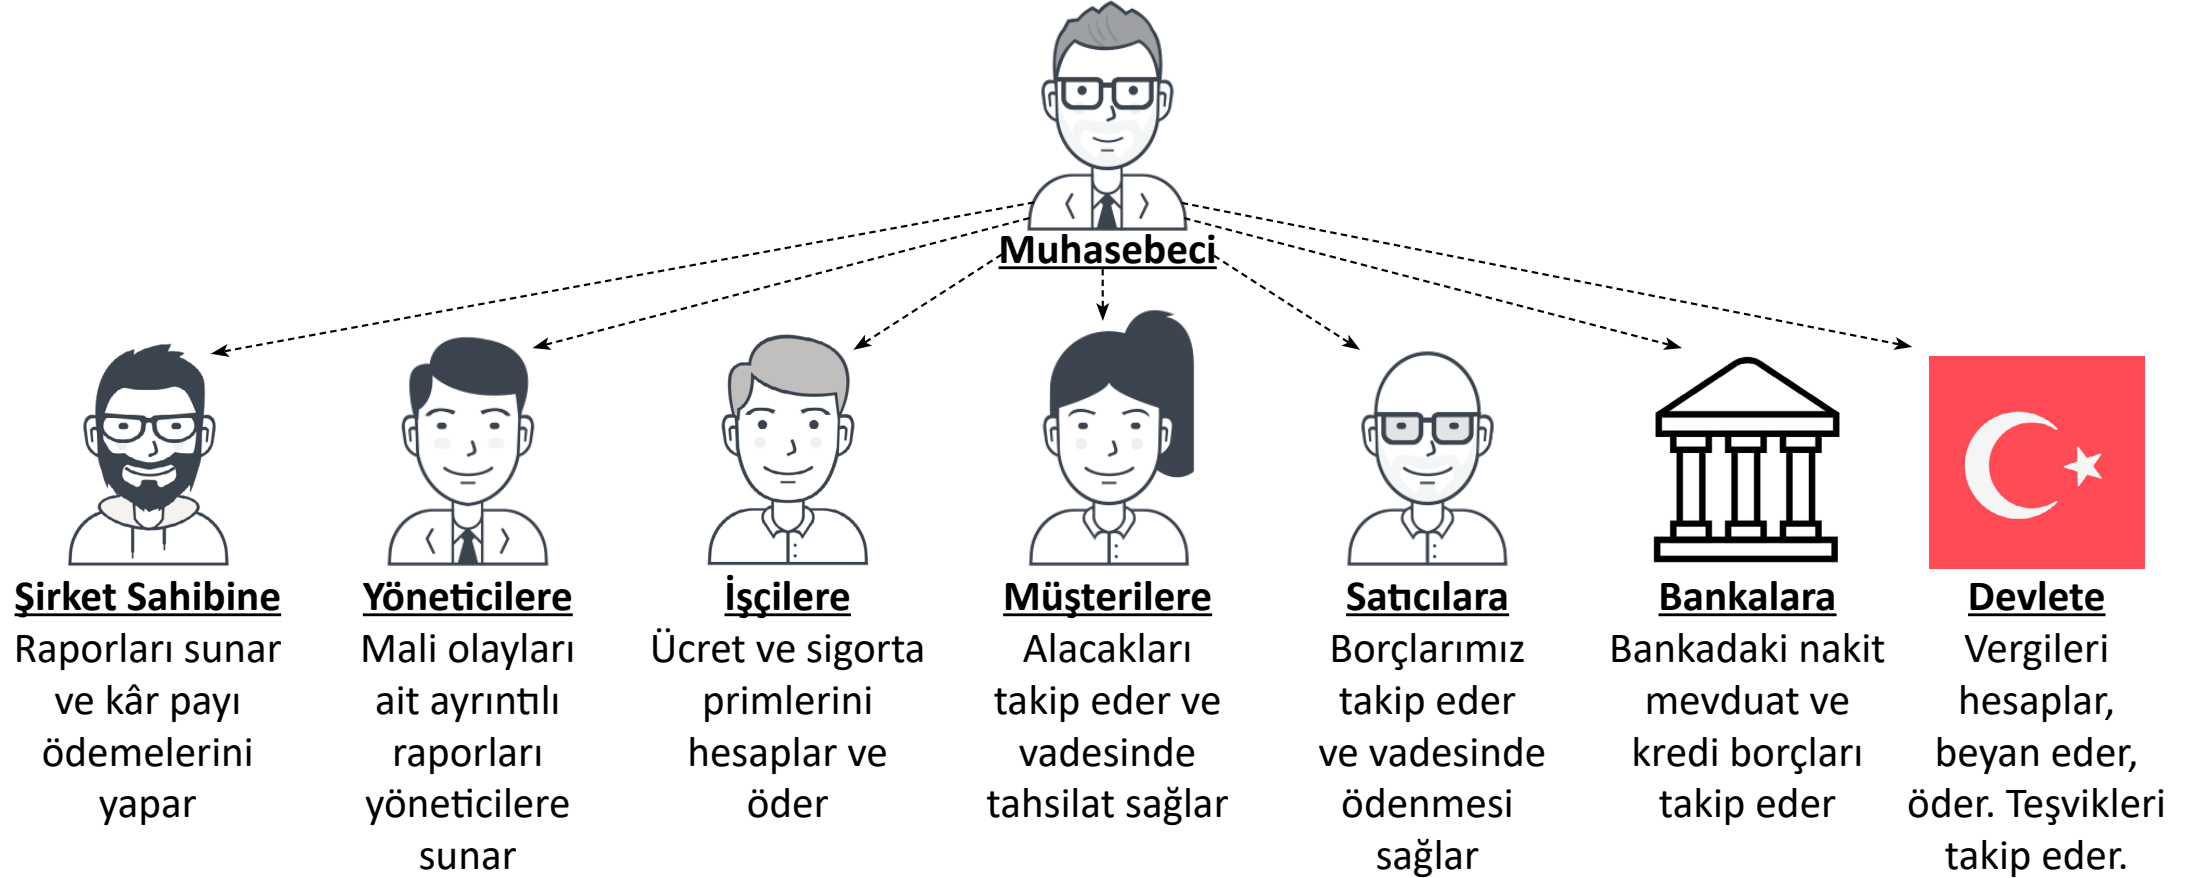 Muhasebeci
Şirket Sahibine
Raporları sunar
ve kâr payı
ödemelerini
yapar
Yöneticilere
Mali olayları
ait ayrıntılı
raporları
yöneticilere
sunar
İşçilere
Ücret ve sigorta
primlerini
hesaplar ve
öder
Müşterilere
Alacakları
takip eder ve
vadesinde
tahsilat sağlar
Satıcılara
Borçlarımız
takip eder
ve vadesinde
ödenmesi
sağlar
Bankalara
Bankadaki nakit
mevduat ve
kredi borçları
takip eder
Devlete
Vergileri
hesaplar,
beyan eder,
öder. Teşvikleri
takip eder.